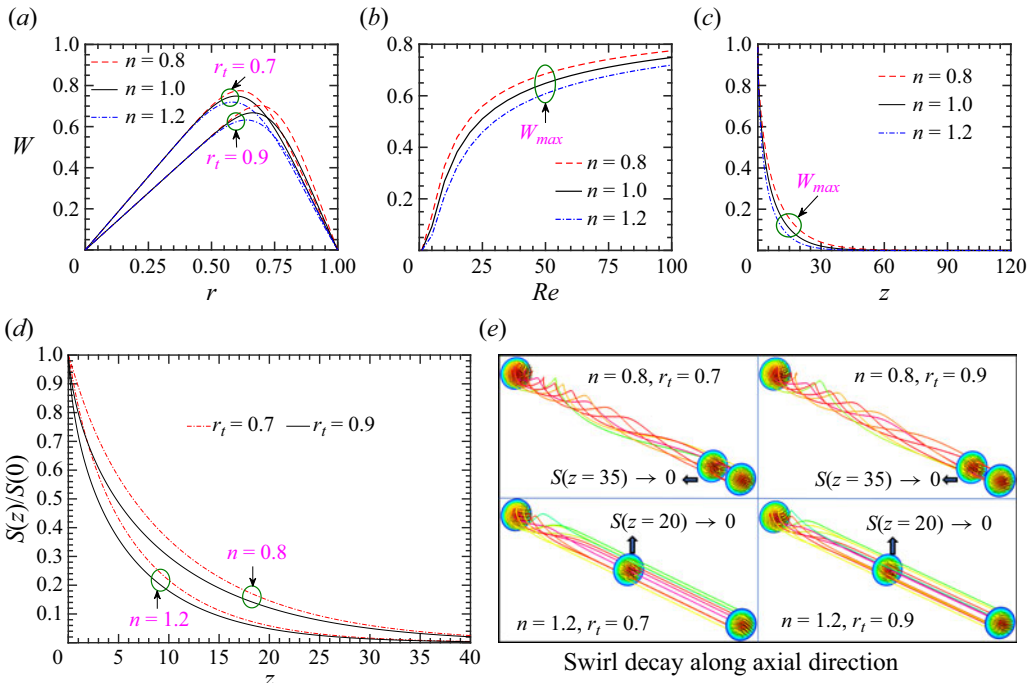 (a)
1.0
0.8
0.6
0.4
0.2
W
n = 0.8
n = 1.0
n = 1.2
r_t = 0.7
r_t = 0.9
0
0.25
0.50
0.75
1.00
r
(b)
0.8
0.6
0.4
0.2
0
W_max
n = 0.8
n = 1.0
n = 1.2
0
25
50
75
100
Re
(c)
1.0
0.8
0.6
0.4
0.2
n = 0.8
n = 1.0
n = 1.2
W_max
0
30
60
90
120
z
(d)
1.0
0.9
0.8
0.7
0.6
0.5
0.4
0.3
0.2
0.1
S(z)/S(0)
r_t = 0.7
r_t = 0.9
n = 0.8
n = 1.2
0
5
10
15
20
25
30
35
40
z
(e)
n = 0.8, r_t = 0.7
S(z = 35) → 0
n = 0.8, r_t = 0.9
S(z = 35) → 0
S(z = 20) → 0
n = 1.2, r_t = 0.7
S(z = 20) → 0
n = 1.2, r_t = 0.9
Swirl decay along axial direction